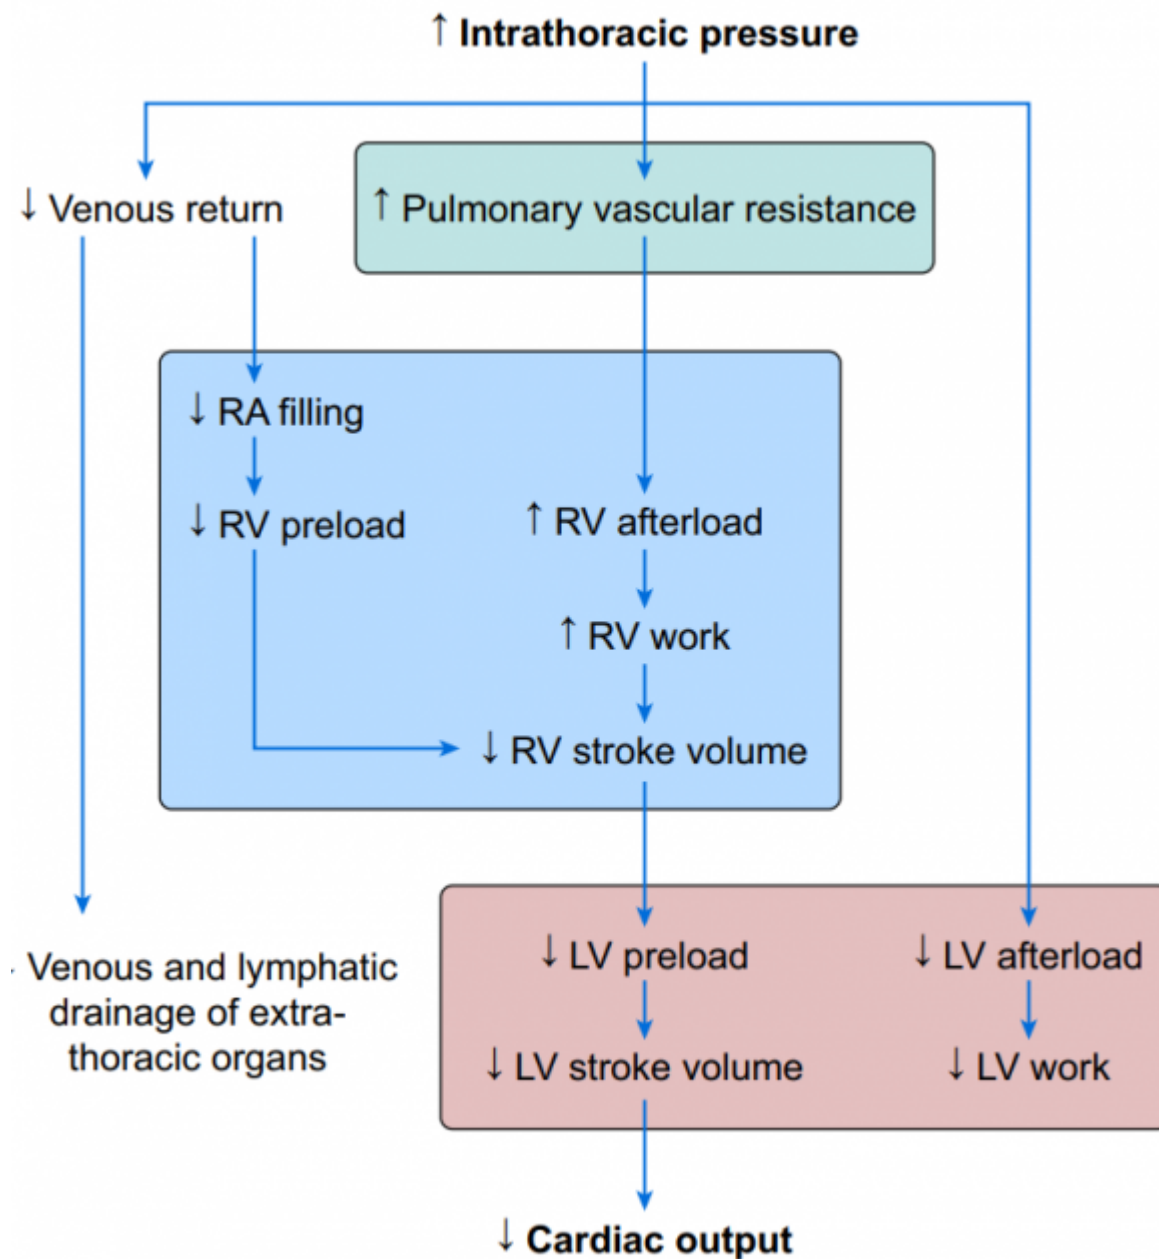 ↑ Intrathoracic pressure
↓ Venous return
↑ Pulmonary vascular resistance
↓ RA filling
↓ RV preload
↑ RV afterload
↑ RV work
↓ RV stroke volume
Venous and lymphatic
drainage of extra-
thoracic organs
↓ LV preload
↓ LV afterload
↓ LV stroke volume
↓ LV work
↓ Cardiac output